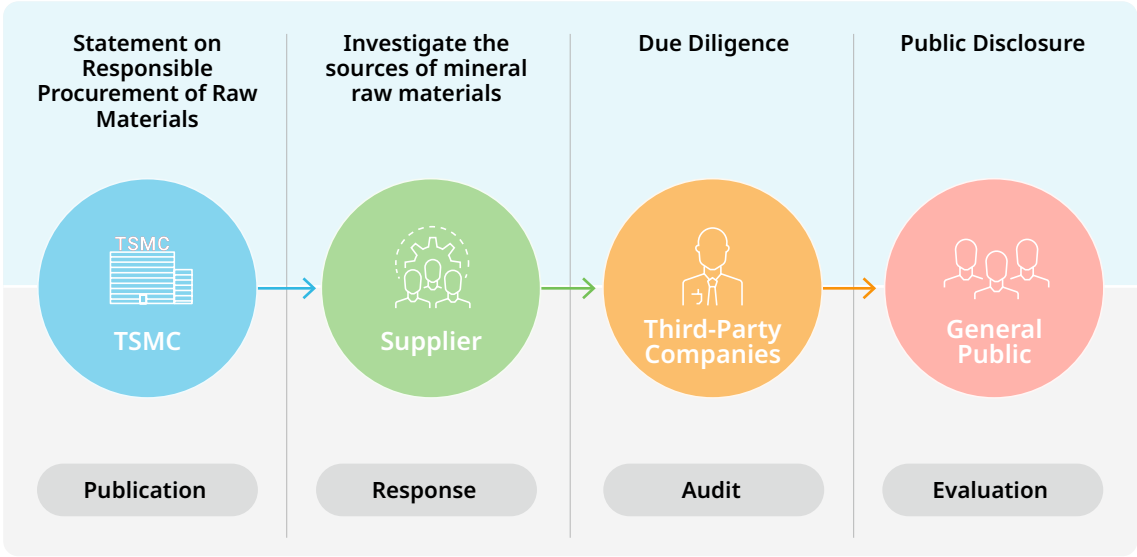 Statement on
Responsible
Procurement of Raw
Materials
Investigate the
sources of mineral
raw materials
Due Diligence
Public Disclosure
TSMC
TSMC
Supplier
Third-Party
Companies
General
Public
Publication
Response
Audit
Evaluation